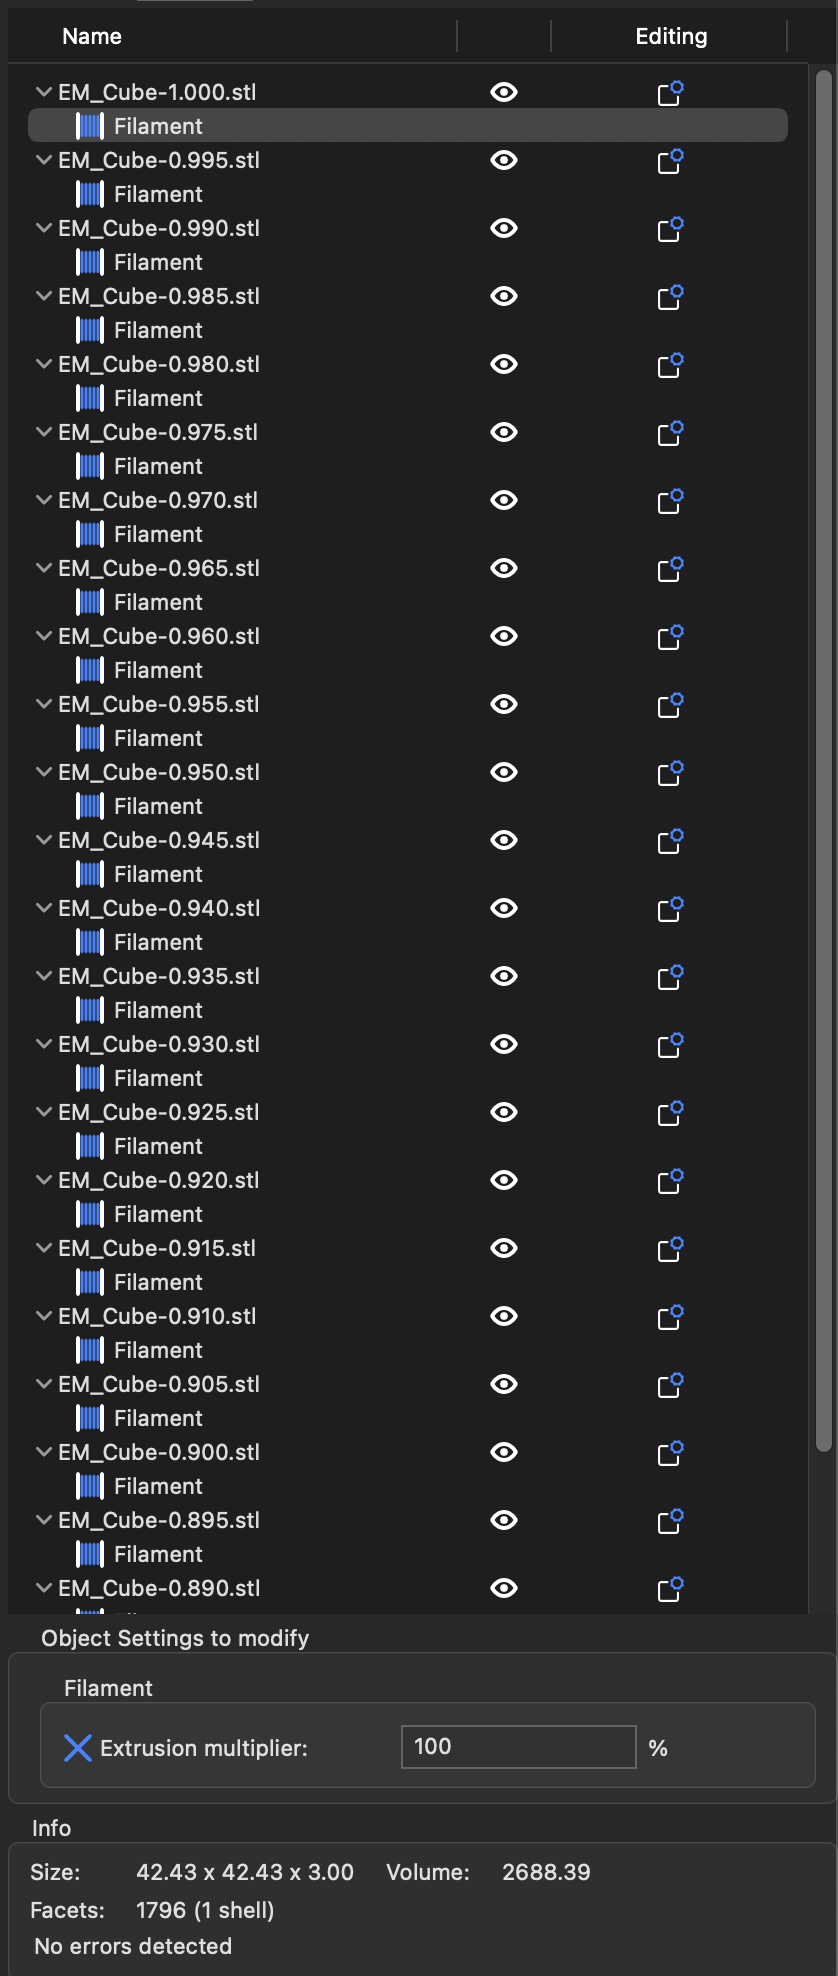 Name Editing
EM_Cube-1.000.stl
Filament
EM_Cube-0.995.stl
Filament
EM_Cube-0.990.stl
Filament
EM_Cube-0.985.stl
Filament
EM_Cube-0.980.stl
Filament
EM_Cube-0.975.stl
Filament
EM_Cube-0.970.stl
Filament
EM_Cube-0.965.stl
Filament
EM_Cube-0.960.stl
Filament
EM_Cube-0.955.stl
Filament
EM_Cube-0.950.stl
Filament
EM_Cube-0.945.stl
Filament
EM_Cube-0.940.stl
Filament
EM_Cube-0.935.stl
Filament
EM_Cube-0.930.stl
Filament
EM_Cube-0.925.stl
Filament
EM_Cube-0.920.stl
Filament
EM_Cube-0.915.stl
Filament
EM_Cube-0.910.stl
Filament
EM_Cube-0.905.stl
Filament
EM_Cube-0.900.stl
Filament
EM_Cube-0.895.stl
Filament
EM_Cube-0.890.stl
Object Settings to modify
Filament
Extrusion multiplier: 100 %
Info
Size: 42.43 x 42.43 x 3.00 Volume: 2688.39
Facets: 1796 (1 shell)
No errors detected